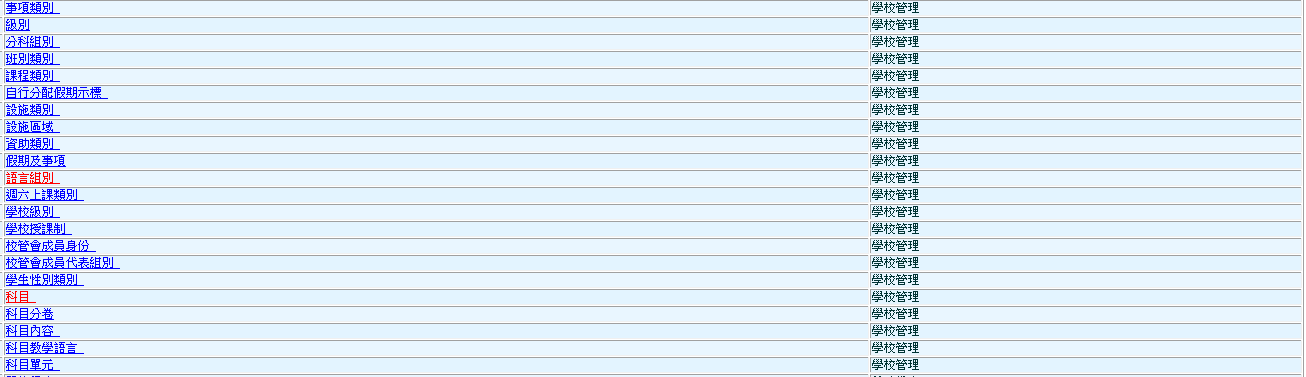 事項類別 學校管理
級別 學校管理
分科組別 學校管理
班別類別 學校管理
課程類別 學校管理
自行分配假期示標 學校管理
設施類別 學校管理
設施區域 學校管理
資助類別 學校管理
假期及事項 學校管理
語言組別 學校管理
週六上課類別 學校管理
學校級別 學校管理
學校授課制 學校管理
校管會成員身份 學校管理
校管會成員代表組別 學校管理
學生性別類別 學校管理
科目 學校管理
科目分卷 學校管理
科目內容 學校管理
科目教學語言 學校管理
科目單元 學校管理